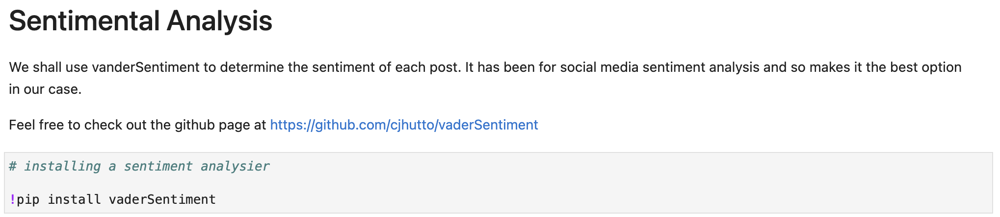 Sentimental Analysis
We shall use vanderSentiment to determine the sentiment of each post. It has been for social media sentiment analysis and so makes it the best option
in our case.
Feel free to check out the github page at https://github.com/cjhutto/vaderSentiment
# installing a sentiment analysier
!pip install vaderSentiment